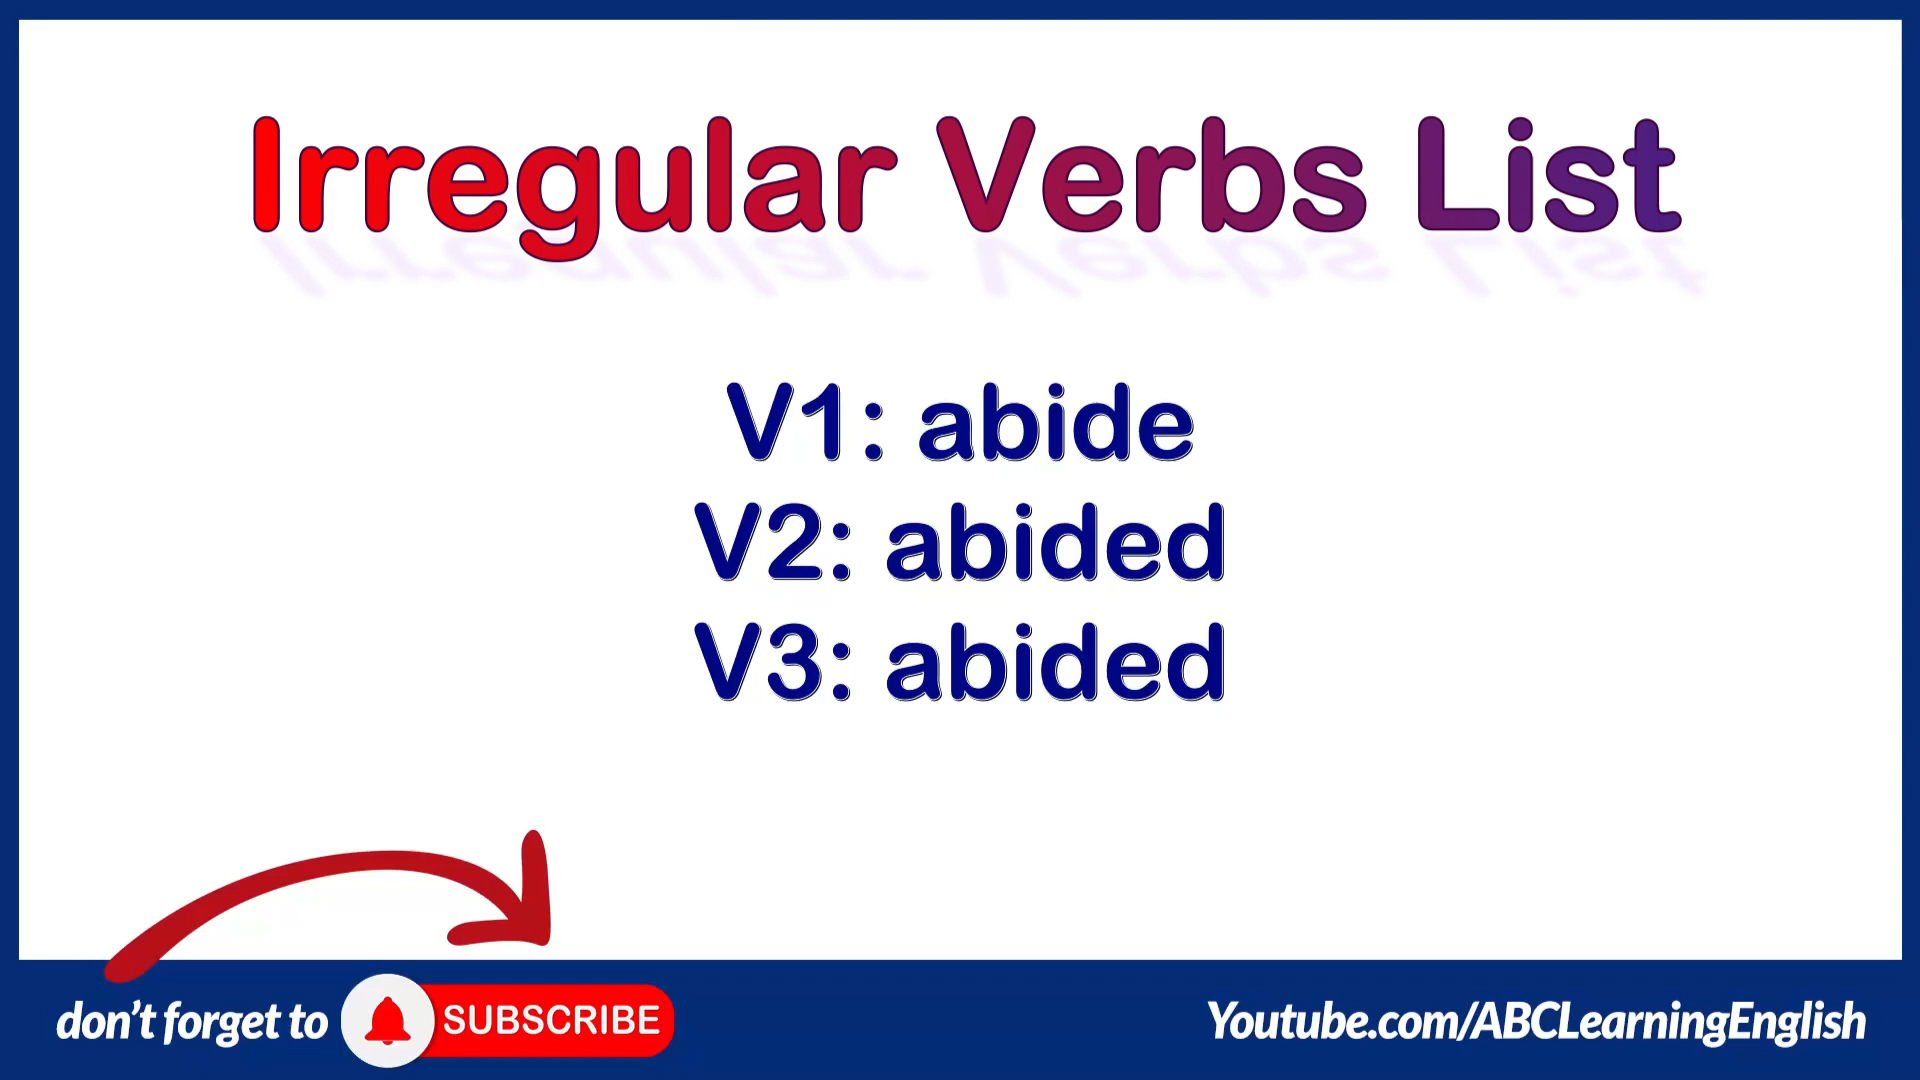 Irregular Verbs List
V1: abide
V2: abided
V3: abided
don't forget to SUBSCRIBE
Youtube.com/ABCLearningEnglish